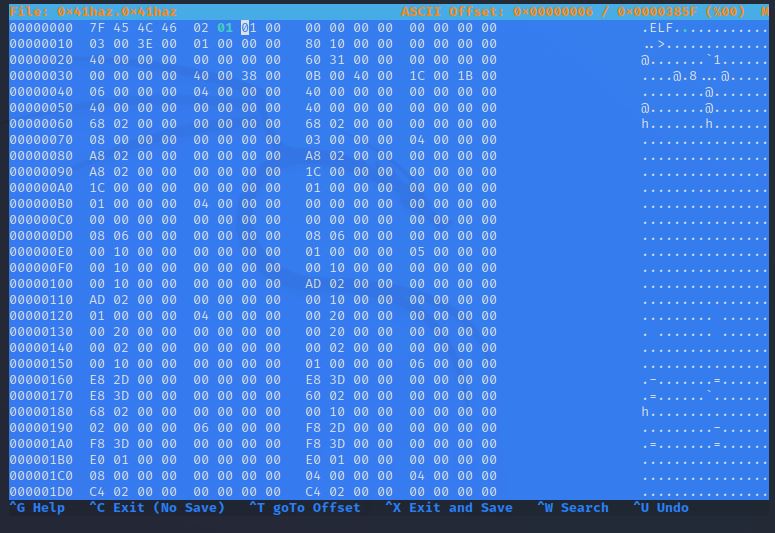 File: 0×41haz.0×41haz ASCII Offset: 0×00000006 / 0×0000385F (%00) M
00000000 7F 45 4C 46 02 01 01 00 00 00 00 00 00 00 00 00 .ELF............
00000010 03 00 3E 00 01 00 00 00 80 10 00 00 00 00 00 00 ..>.............
00000020 40 00 00 00 00 00 00 00 60 31 00 00 00 00 00 00 @.......`1......
00000030 00 00 00 00 40 00 38 00 0B 00 40 00 1C 00 1B 00 ....@.8...@.....
00000040 06 00 00 00 04 00 00 00 40 00 00 00 00 00 00 00 ........@.......
00000050 40 00 00 00 00 00 00 00 40 00 00 00 00 00 00 00 @.......@.......
00000060 68 02 00 00 00 00 00 00 68 02 00 00 00 00 00 00 h.......h.......
00000070 08 00 00 00 00 00 00 00 03 00 00 00 04 00 00 00 ................
00000080 A8 02 00 00 00 00 00 00 A8 02 00 00 00 00 00 00 ................
00000090 A8 02 00 00 00 00 00 00 1C 00 00 00 00 00 00 00 ................
000000A0 1C 00 00 00 00 00 00 00 01 00 00 00 00 00 00 00 ................
000000B0 01 00 00 00 04 00 00 00 00 00 00 00 00 00 00 00 ................
000000C0 00 00 00 00 00 00 00 00 00 00 00 00 00 00 00 00 ................
000000D0 08 06 00 00 00 00 00 00 08 06 00 00 00 00 00 00 ................
000000E0 00 10 00 00 00 00 00 00 01 00 00 00 05 00 00 00 ................
000000F0 00 10 00 00 00 00 00 00 00 10 00 00 00 00 00 00 ................
00000100 00 10 00 00 00 00 00 00 AD 02 00 00 00 00 00 00 ................
00000110 AD 02 00 00 00 00 00 00 00 10 00 00 00 00 00 00 ................
00000120 01 00 00 00 04 00 00 00 00 20 00 00 00 00 00 00 ......... ......
00000130 00 20 00 00 00 00 00 00 00 20 00 00 00 00 00 00 . ....... ......
00000140 00 02 00 00 00 00 00 00 00 02 00 00 00 00 00 00 ................
00000150 00 10 00 00 00 00 00 00 01 00 00 00 06 00 00 00 ................
00000160 E8 2D 00 00 00 00 00 00 E8 3D 00 00 00 00 00 00 .-.......=......
00000170 E8 3D 00 00 00 00 00 00 60 02 00 00 00 00 00 00 .=......`.......
00000180 68 02 00 00 00 00 00 00 00 10 00 00 00 00 00 00 h...............
00000190 02 00 00 00 06 00 00 00 F8 2D 00 00 00 00 00 00 .........-......
000001A0 F8 3D 00 00 00 00 00 00 F8 3D 00 00 00 00 00 00 .=.......=......
000001B0 E0 01 00 00 00 00 00 00 E0 01 00 00 00 00 00 00 ................
000001C0 08 00 00 00 00 00 00 00 04 00 00 00 04 00 00 00 ................
000001D0 C4 02 00 00 00 00 00 00 C4 02 00 00 00 00 00 00 ................
^G Help ^C Exit (No Save) ^T goTo Offset ^X Exit and Save ^W Search ^U Undo